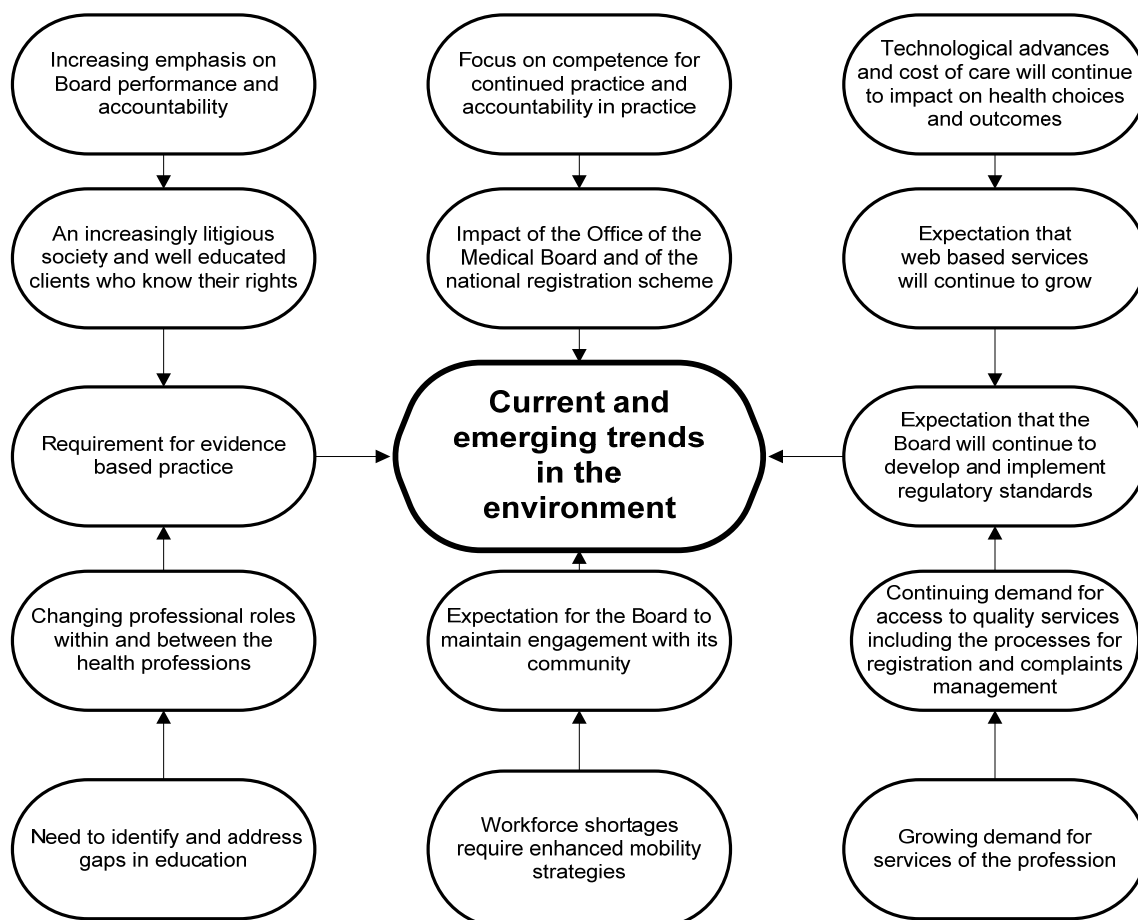 Increasing emphasis on
Board performance and
accountability
Focus on competence for
continued practice and
accountability in practice
Technological advances
and cost of care will continue
to impact on health choices
and outcomes
An increasingly litigious
society and well educated
clients who know their rights
Impact of the Office of the
Medical Board and of the
national registration scheme
Expectation that
web based services
will continue to grow
Requirement for evidence
based practice
Current and
emerging trends
in the
environment
Expectation that the
Board will continue to
develop and implement
regulatory standards
Changing professional roles
within and between the
health professions
Expectation for the Board to
maintain engagement with its
community
Continuing demand for
access to quality services
including the processes for
registration and complaints
management
Need to identify and address
gaps in education
Workforce shortages
require enhanced mobility
strategies
Growing demand for
services of the profession